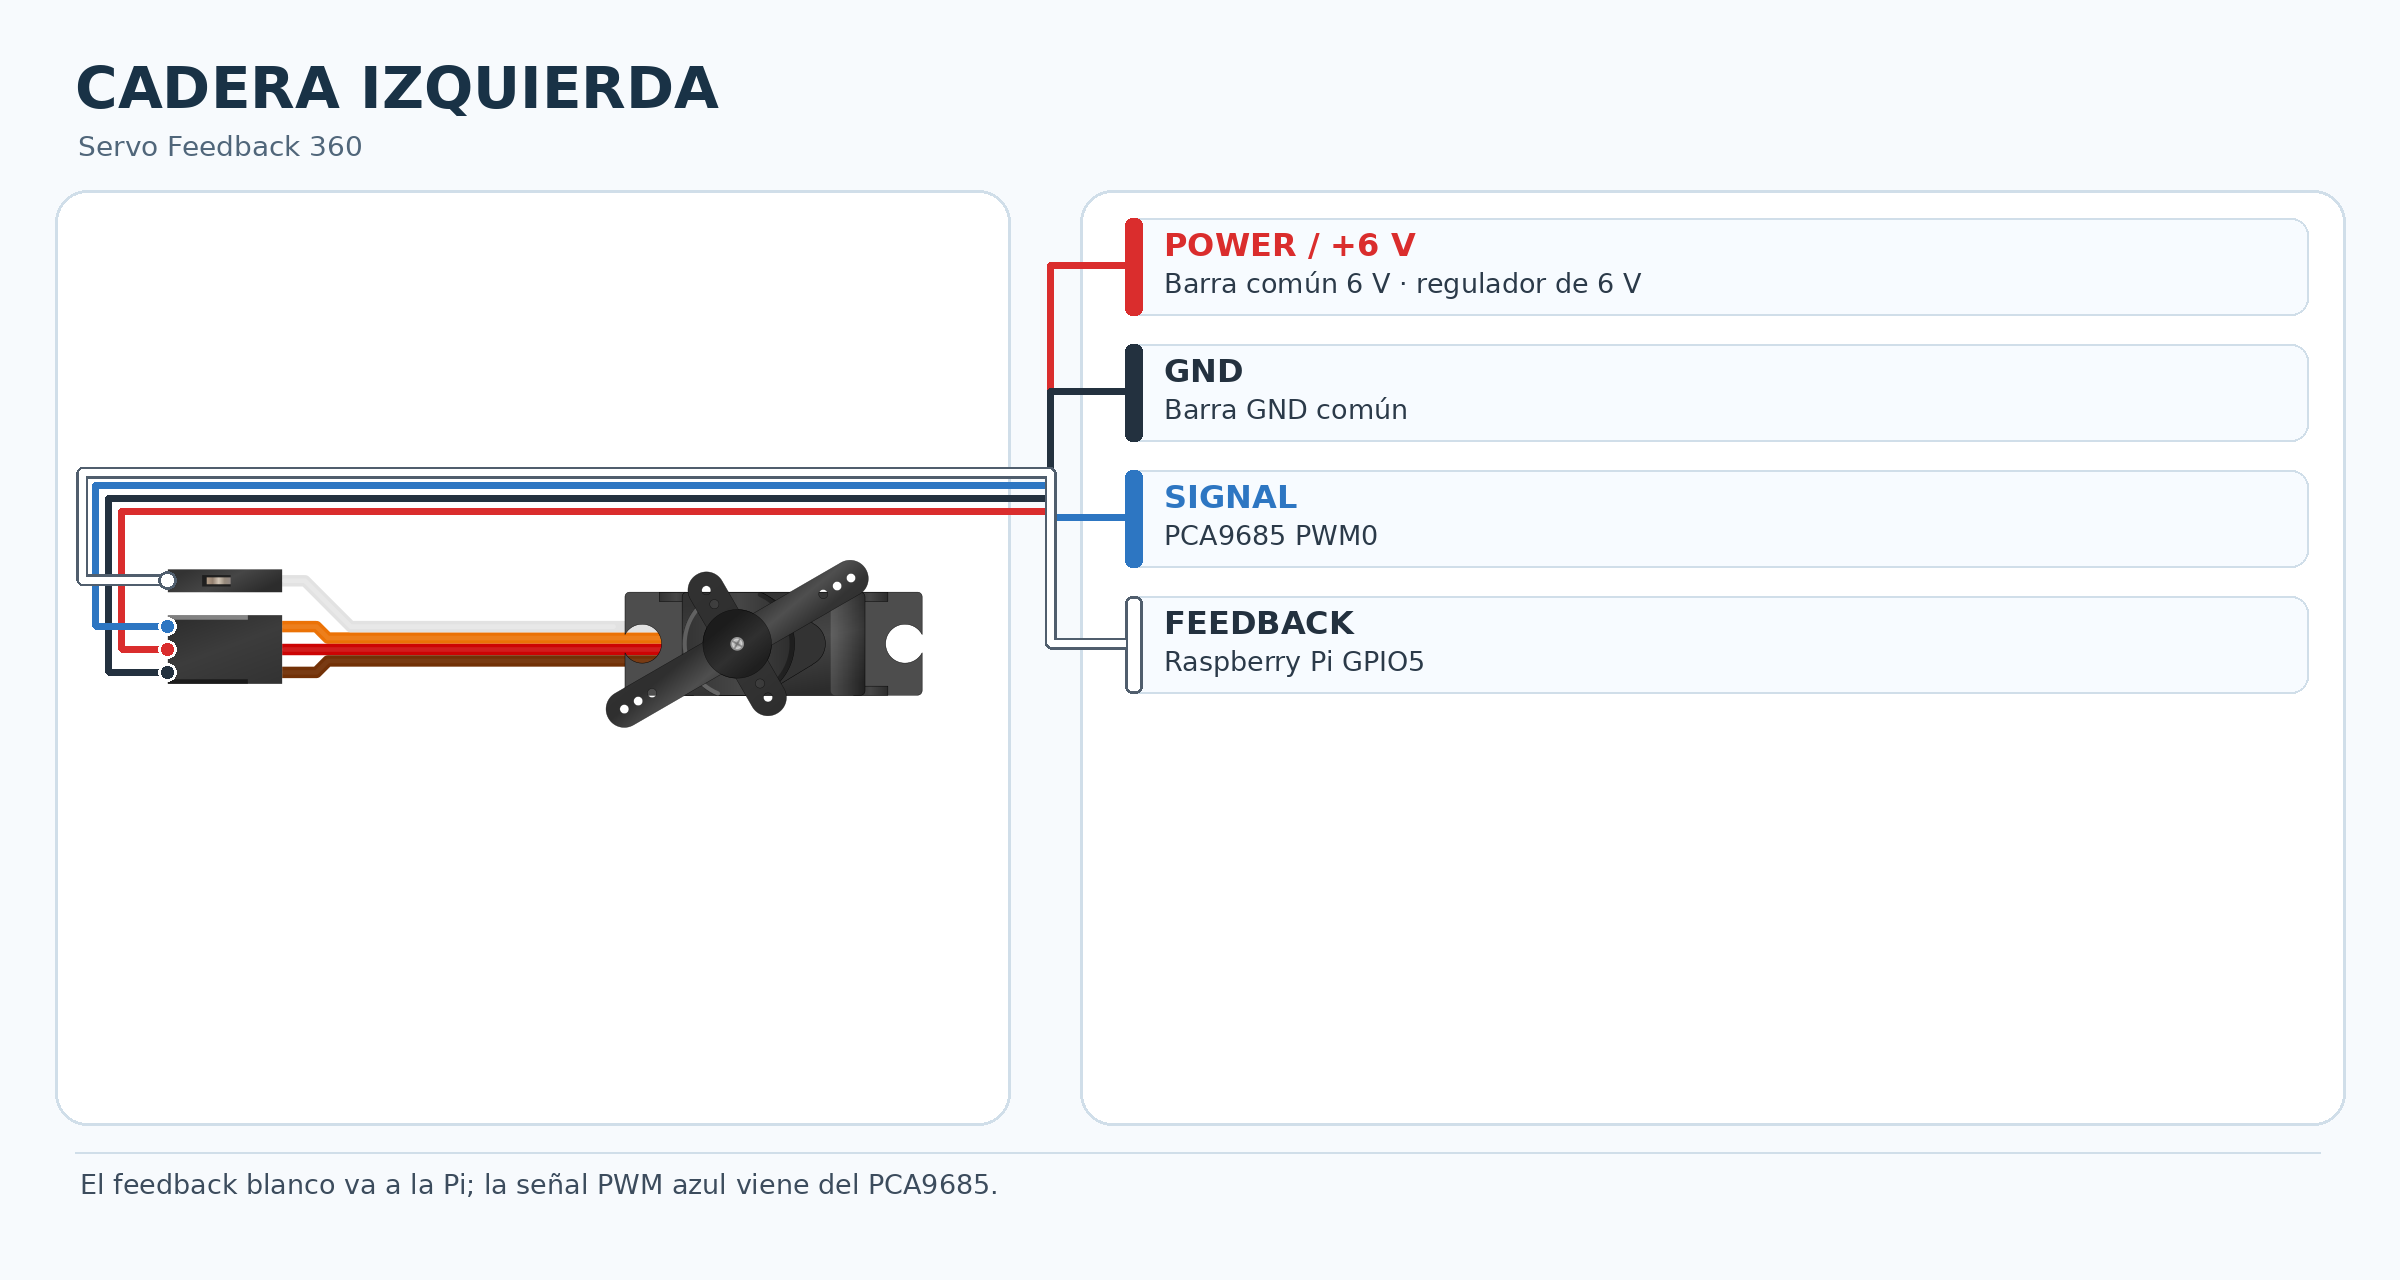 CADERA IZQUIERDA
Servo Feedback 360
POWER / +6 V
Barra común 6 V · regulador de 6 V
GND
Barra GND común
SIGNAL
PCA9685 PWM0
FEEDBACK
Raspberry Pi GPIO5
El feedback blanco va a la Pi; la señal PWM azul viene del PCA9685.